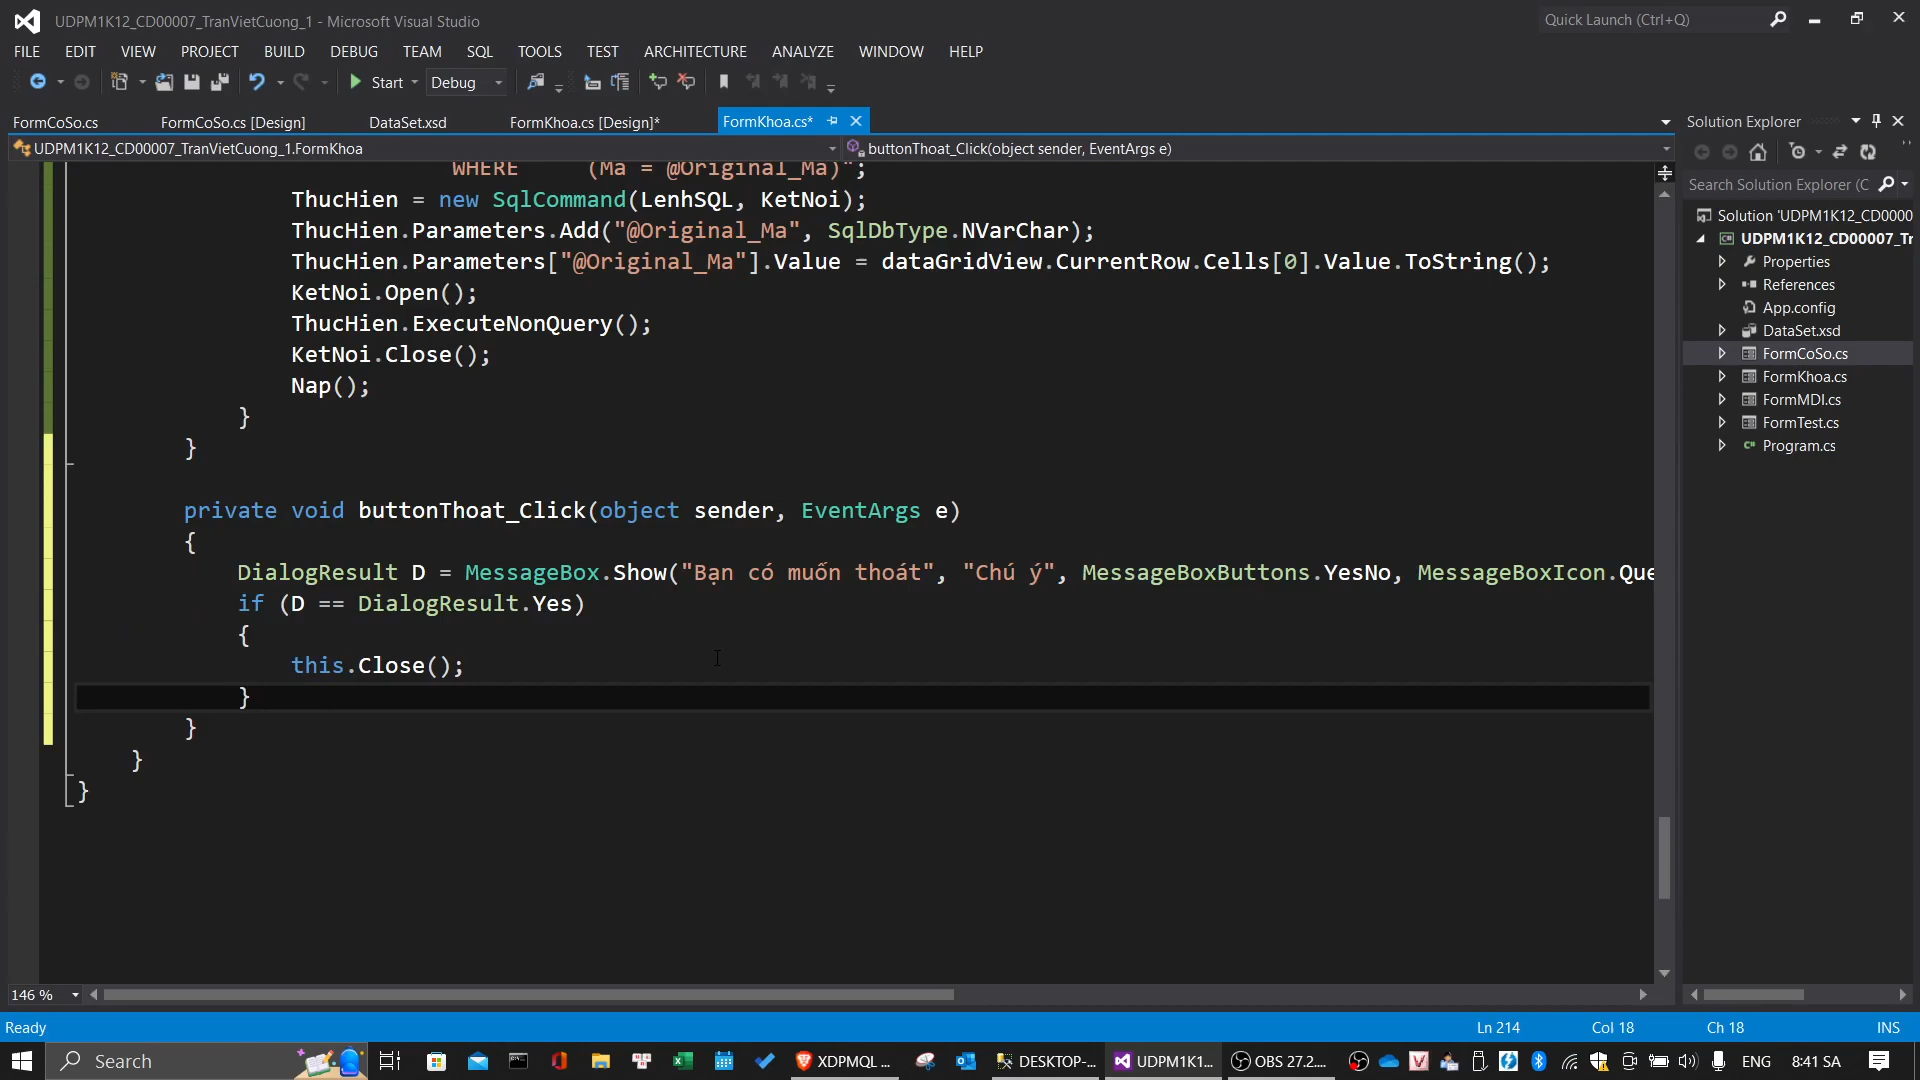 UDPM1K12_CD00007_TranVietCuong_1 - Microsoft Visual Studio
Quick Launch (Ctrl+Q)
FILE EDIT VIEW PROJECT BUILD DEBUG TEAM SQL TOOLS TEST ARCHITECTURE ANALYZE WINDOW HELP
Start Debug
FormCoSo.cs FormCoSo.cs [Design] DataSet.xsd FormKhoa.cs [Design]* FormKhoa.cs*
UDPM1K12_CD00007_TranVietCuong_1.FormKhoa buttonThoat_Click(object sender, EventArgs e)
WHERE (Ma = @Original_Ma)";
ThucHien = new SqlCommand(LenhSQL, KetNoi);
ThucHien.Parameters.Add("@Original_Ma", SqlDbType.NVarChar);
ThucHien.Parameters["@Original_Ma"].Value = dataGridView.CurrentRow.Cells[0].Value.ToString();
KetNoi.Open();
ThucHien.ExecuteNonQuery();
KetNoi.Close();
Nap();
}
}
private void buttonThoat_Click(object sender, EventArgs e)
{
DialogResult D = MessageBox.Show("Bạn có muốn thoát", "Chú ý", MessageBoxButtons.YesNo, MessageBoxIcon.Que
if (D == DialogResult.Yes)
{
this.Close();
}
}
}
}
146 %
Solution Explorer
Search Solution Explorer (C
Solution 'UDPM1K12_CD0000
UDPM1K12_CD00007_Tr
Properties
References
App.config
DataSet.xsd
FormCoSo.cs
FormKhoa.cs
FormMDI.cs
FormTest.cs
Program.cs
Ready Ln 214 Col 18 Ch 18 INS
Search XDPMQL ... DESKTOP-... UDPM1K1... OBS 27.2.... ENG 8:41 SA